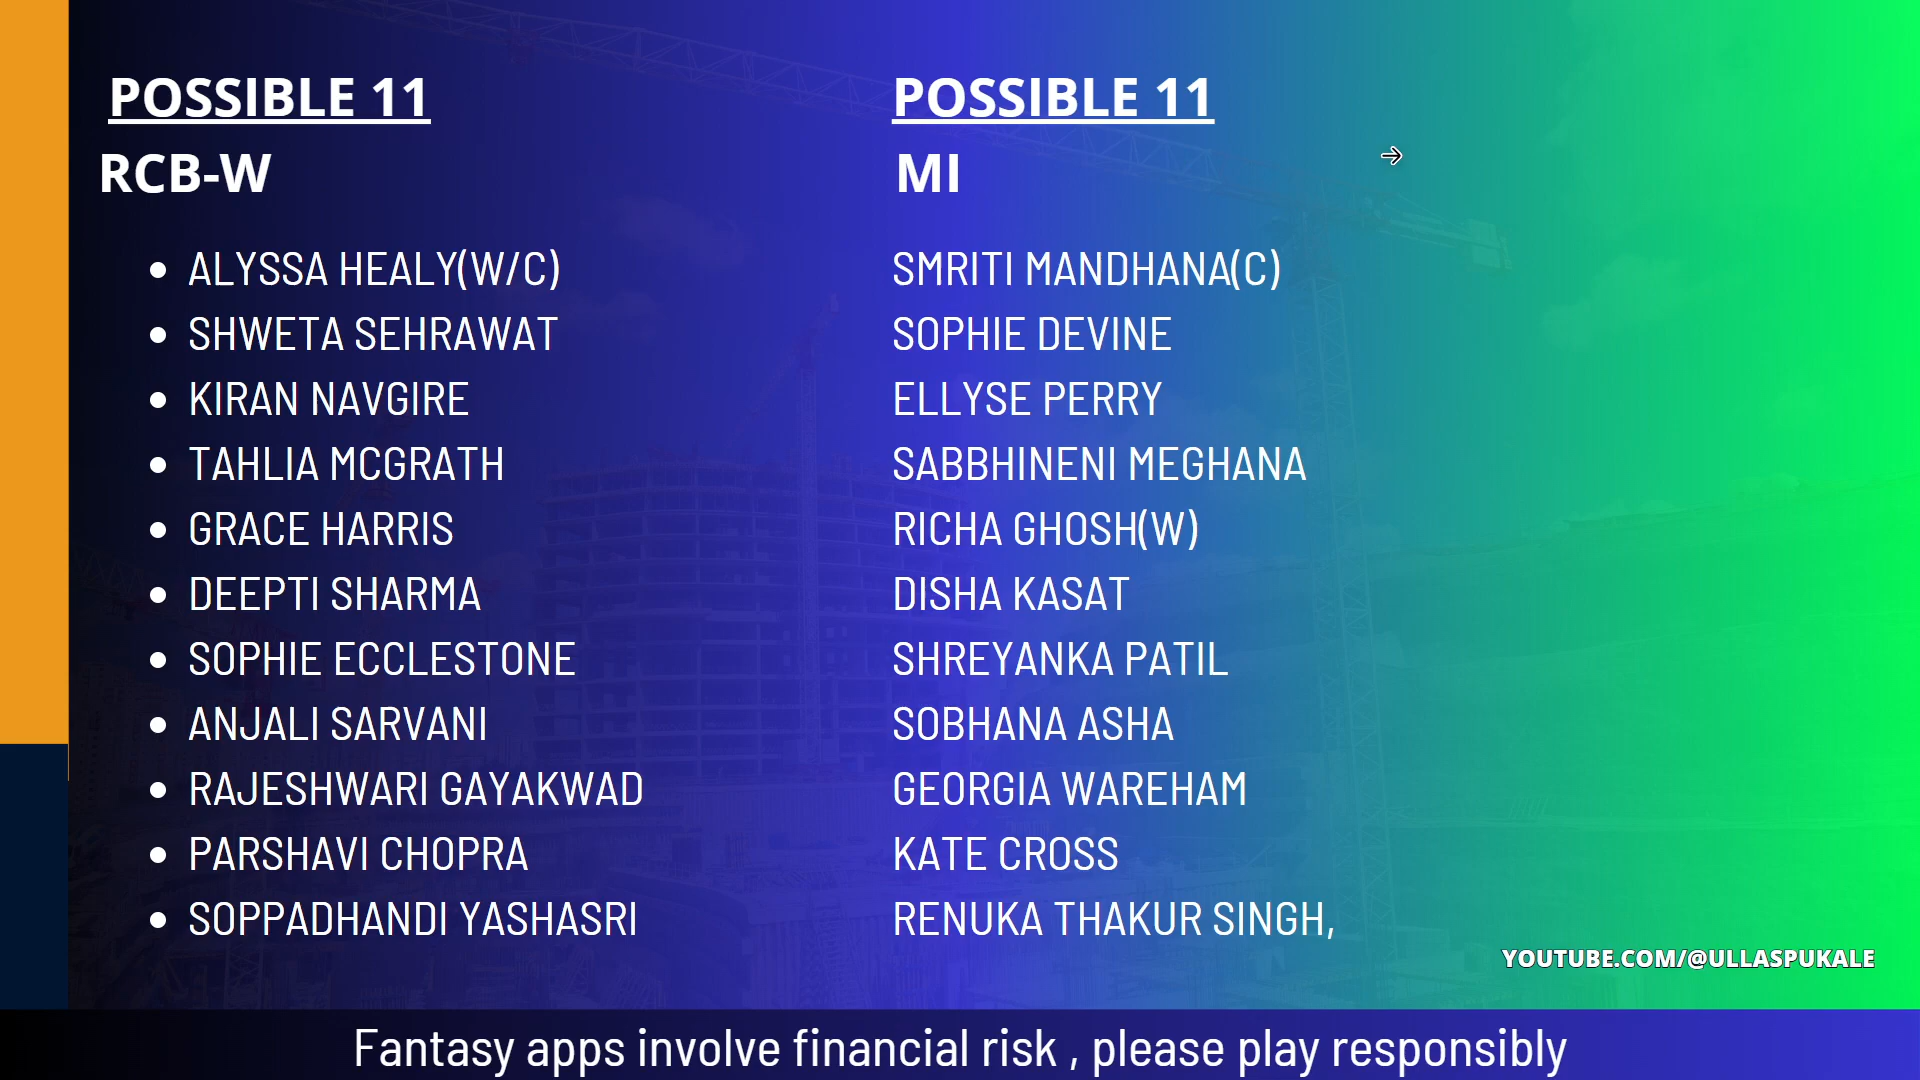 POSSIBLE 11
RCB-W
ALYSSA HEALY(W/C)
SHWETA SEHRAWAT
KIRAN NAVGIRE
TAHLIA MCGRATH
GRACE HARRIS
DEEPTI SHARMA
SOPHIE ECCLESTONE
ANJALI SARVANI
RAJESHWARI GAYAKWAD
PARSHAVI CHOPRA
SOPPADHANDI YASHASRI
POSSIBLE 11
MI
SMRITI MANDHANA(C)
SOPHIE DEVINE
ELLYSE PERRY
SABBHINENI MEGHANA
RICHA GHOSH(W)
DISHA KASAT
SHREYANKA PATIL
SOBHANA ASHA
GEORGIA WAREHAM
KATE CROSS
RENUKA THAKUR SINGH,
YOUTUBE.COM/@ULLASPUKALE
Fantasy apps involve financial risk , please play responsibly